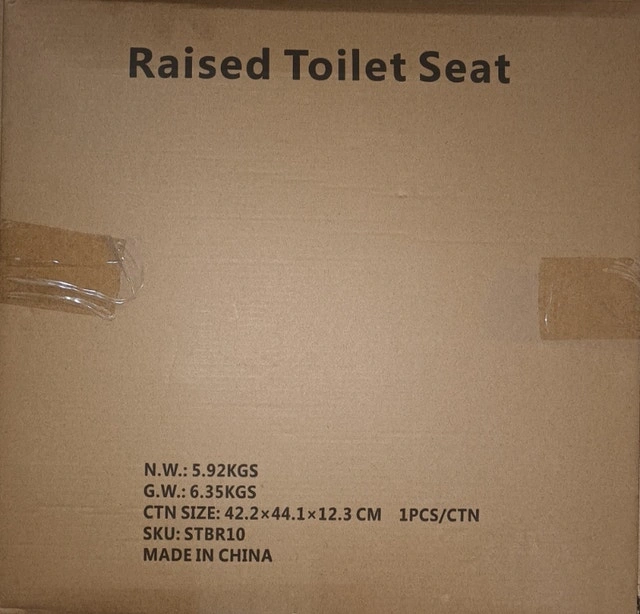 Raised Toilet Seat
N.W.: 5.92KGS
G.W.: 6.35KGS
CTN SIZE: 42.2×44.1×12.3 CM 1PCS/CTN
SKU: STBR10
MADE IN CHINA